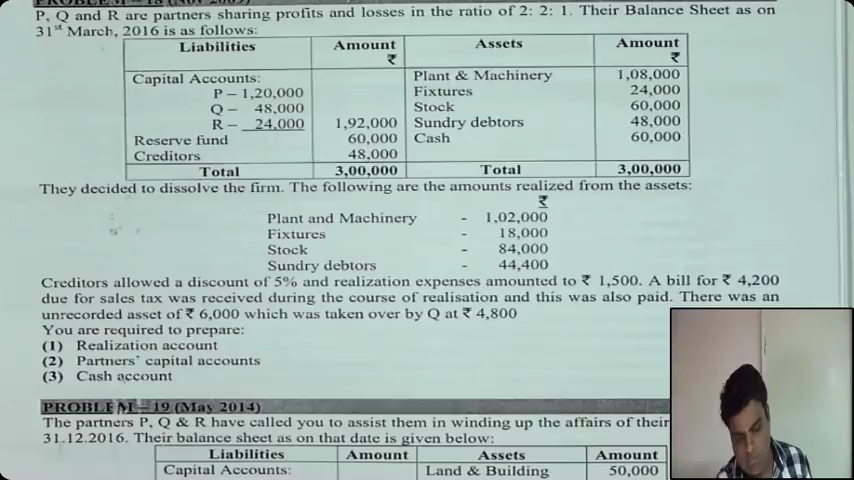 PROBLEM – 18 (Nov 2009)
P, Q and R are partners sharing profits and losses in the ratio of 2: 2: 1. Their Balance Sheet as on
31st March, 2016 is as follows:
Liabilities Amount ₹ Assets Amount ₹
Capital Accounts: Plant & Machinery 1,08,000
P – 1,20,000 Fixtures 24,000
Q – 48,000 Stock 60,000
R – 24,000 1,92,000 Sundry debtors 48,000
Reserve fund 60,000 Cash 60,000
Creditors 48,000
Total 3,00,000 Total 3,00,000
They decided to dissolve the firm. The following are the amounts realized from the assets:
₹
Plant and Machinery - 1,02,000
Fixtures - 18,000
Stock - 84,000
Sundry debtors - 44,400
Creditors allowed a discount of 5% and realization expenses amounted to ₹ 1,500. A bill for ₹ 4,200
due for sales tax was received during the course of realisation and this was also paid. There was an
unrecorded asset of ₹ 6,000 which was taken over by Q at ₹ 4,800
You are required to prepare:
(1) Realization account
(2) Partners' capital accounts
(3) Cash account
PROBLEM – 19 (May 2014)
The partners P, Q & R have called you to assist them in winding up the affairs of their
31.12.2016. Their balance sheet as on that date is given below:
Liabilities Amount Assets Amount
Capital Accounts: Land & Building 50,000